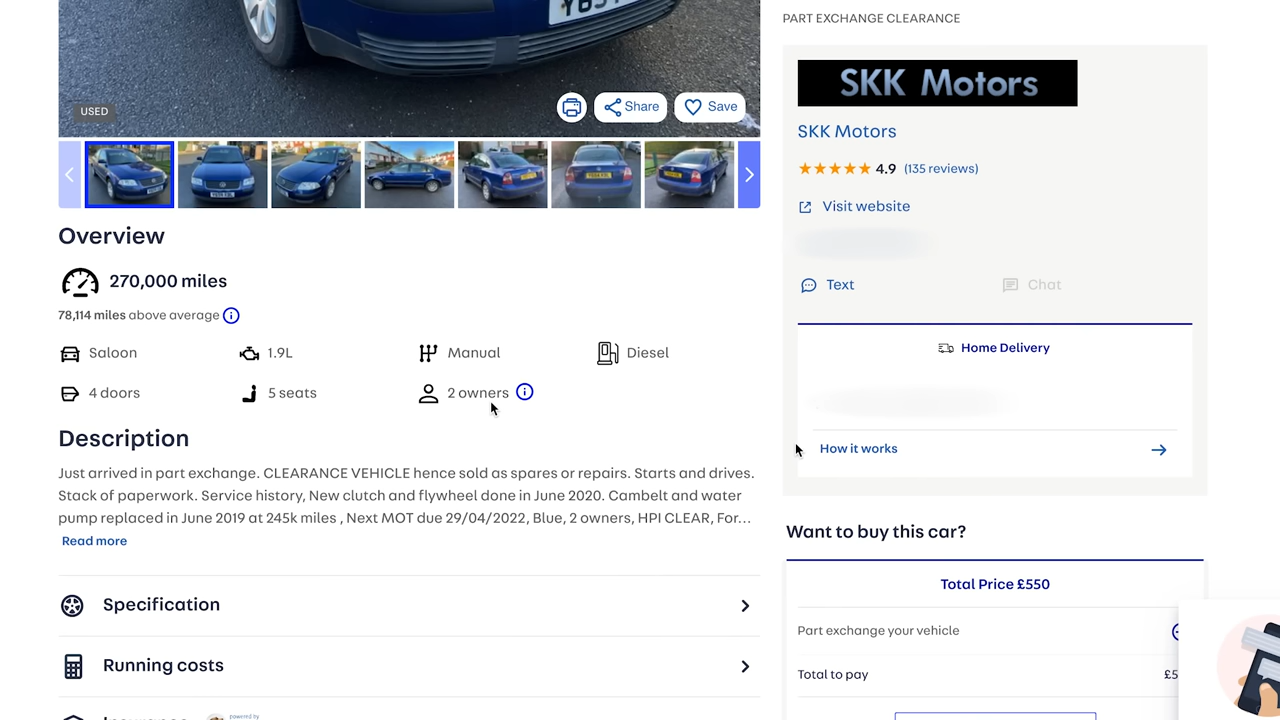 USED
Share
Save
Overview
270,000 miles
78,114 miles above average
Saloon
1.9L
Manual
Diesel
4 doors
5 seats
2 owners
Description
Just arrived in part exchange. CLEARANCE VEHICLE hence sold as spares or repairs. Starts and drives.
Stack of paperwork. Service history, New clutch and flywheel done in June 2020. Cambelt and water
pump replaced in June 2019 at 245k miles , Next MOT due 29/04/2022, Blue, 2 owners, HPI CLEAR, For...
Read more
Specification
Running costs
powered by
PART EXCHANGE CLEARANCE
SKK Motors
SKK Motors
4.9 (135 reviews)
Visit website
Text
Chat
Home Delivery
How it works
Want to buy this car?
Total Price £550
Part exchange your vehicle
Total to pay